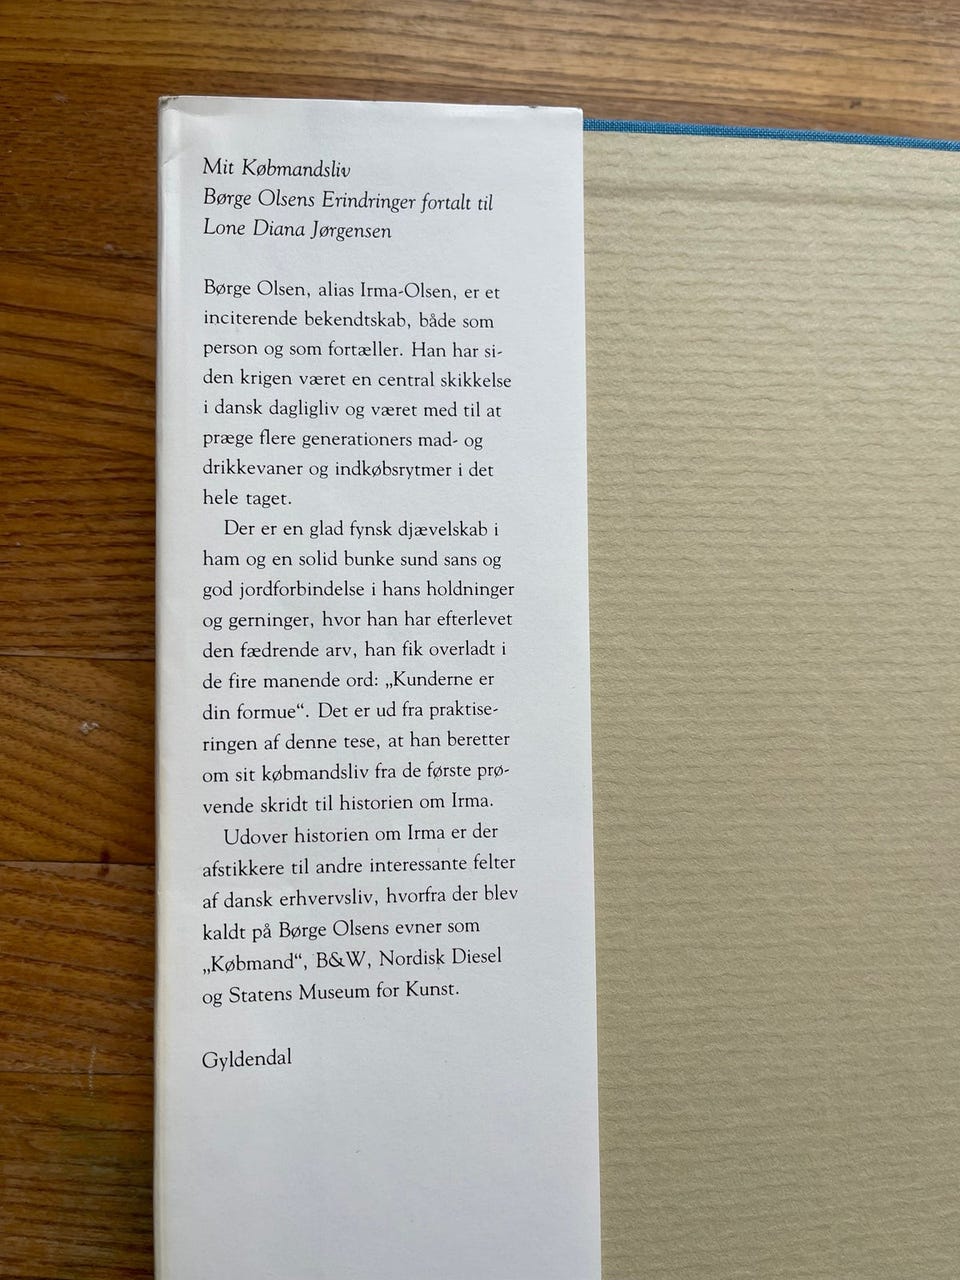 Mit Købmandsliv
Børge Olsens Erindringer fortalt til
Lone Diana Jørgensen
Børge Olsen, alias Irma-Olsen, er et
inciterende bekendtskab, både som
person og som fortæller. Han har si-
den krigen været en central skikkelse
i dansk dagligliv og været med til at
præge flere generationers mad- og
drikkevaner og indkøbsrytmer i det
hele taget.
Der er en glad fynsk djævelskab i
ham og en solid bunke sund sans og
god jordforbindelse i hans holdninger
og gerninger, hvor han har efterlevet
den fædrende arv, han fik overladt i
de fire manende ord: „Kunderne er
din formue“. Det er ud fra praktise-
ringen af denne tese, at han beretter
om sit købmandsliv fra de første prø-
vende skridt til historien om Irma.
Udover historien om Irma er der
afstikkere til andre interessante felter
af dansk erhvervsliv, hvorfra der blev
kaldt på Børge Olsens evner som
„Købmand“, B&W, Nordisk Diesel
og Statens Museum for Kunst.
Gyldendal